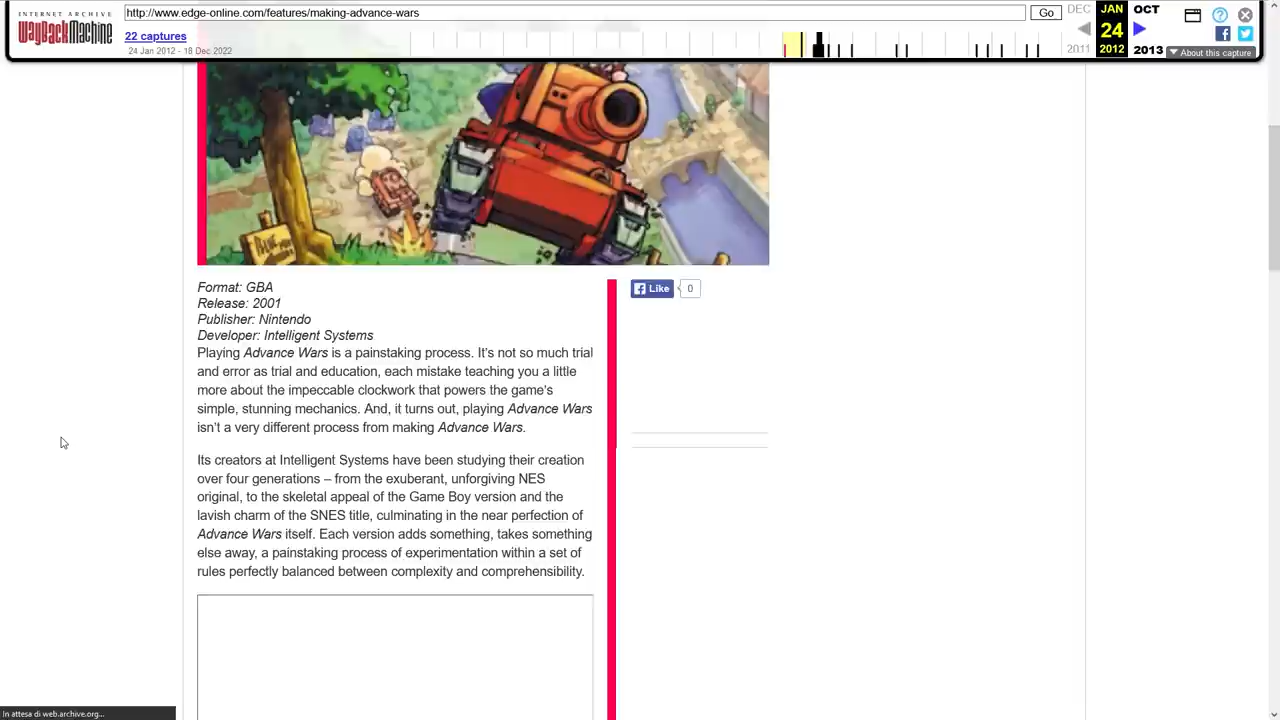 INTERNET ARCHIVE
WayBackMachine
http://www.edge-online.com/features/making-advance-wars
Go
DEC
JAN
OCT
22 captures
24 Jan 2012 - 18 Dec 2022
24
2011
2012
2013
About this capture
Format: GBA
Release: 2001
Publisher: Nintendo
Developer: Intelligent Systems
Playing Advance Wars is a painstaking process. It’s not so much trial
and error as trial and education, each mistake teaching you a little
more about the impeccable clockwork that powers the game’s
simple, stunning mechanics. And, it turns out, playing Advance Wars
isn’t a very different process from making Advance Wars.
Its creators at Intelligent Systems have been studying their creation
over four generations – from the exuberant, unforgiving NES
original, to the skeletal appeal of the Game Boy version and the
lavish charm of the SNES title, culminating in the near perfection of
Advance Wars itself. Each version adds something, takes something
else away, a painstaking process of experimentation within a set of
rules perfectly balanced between complexity and comprehensibility.
Like
0
In attesa di web.archive.org...